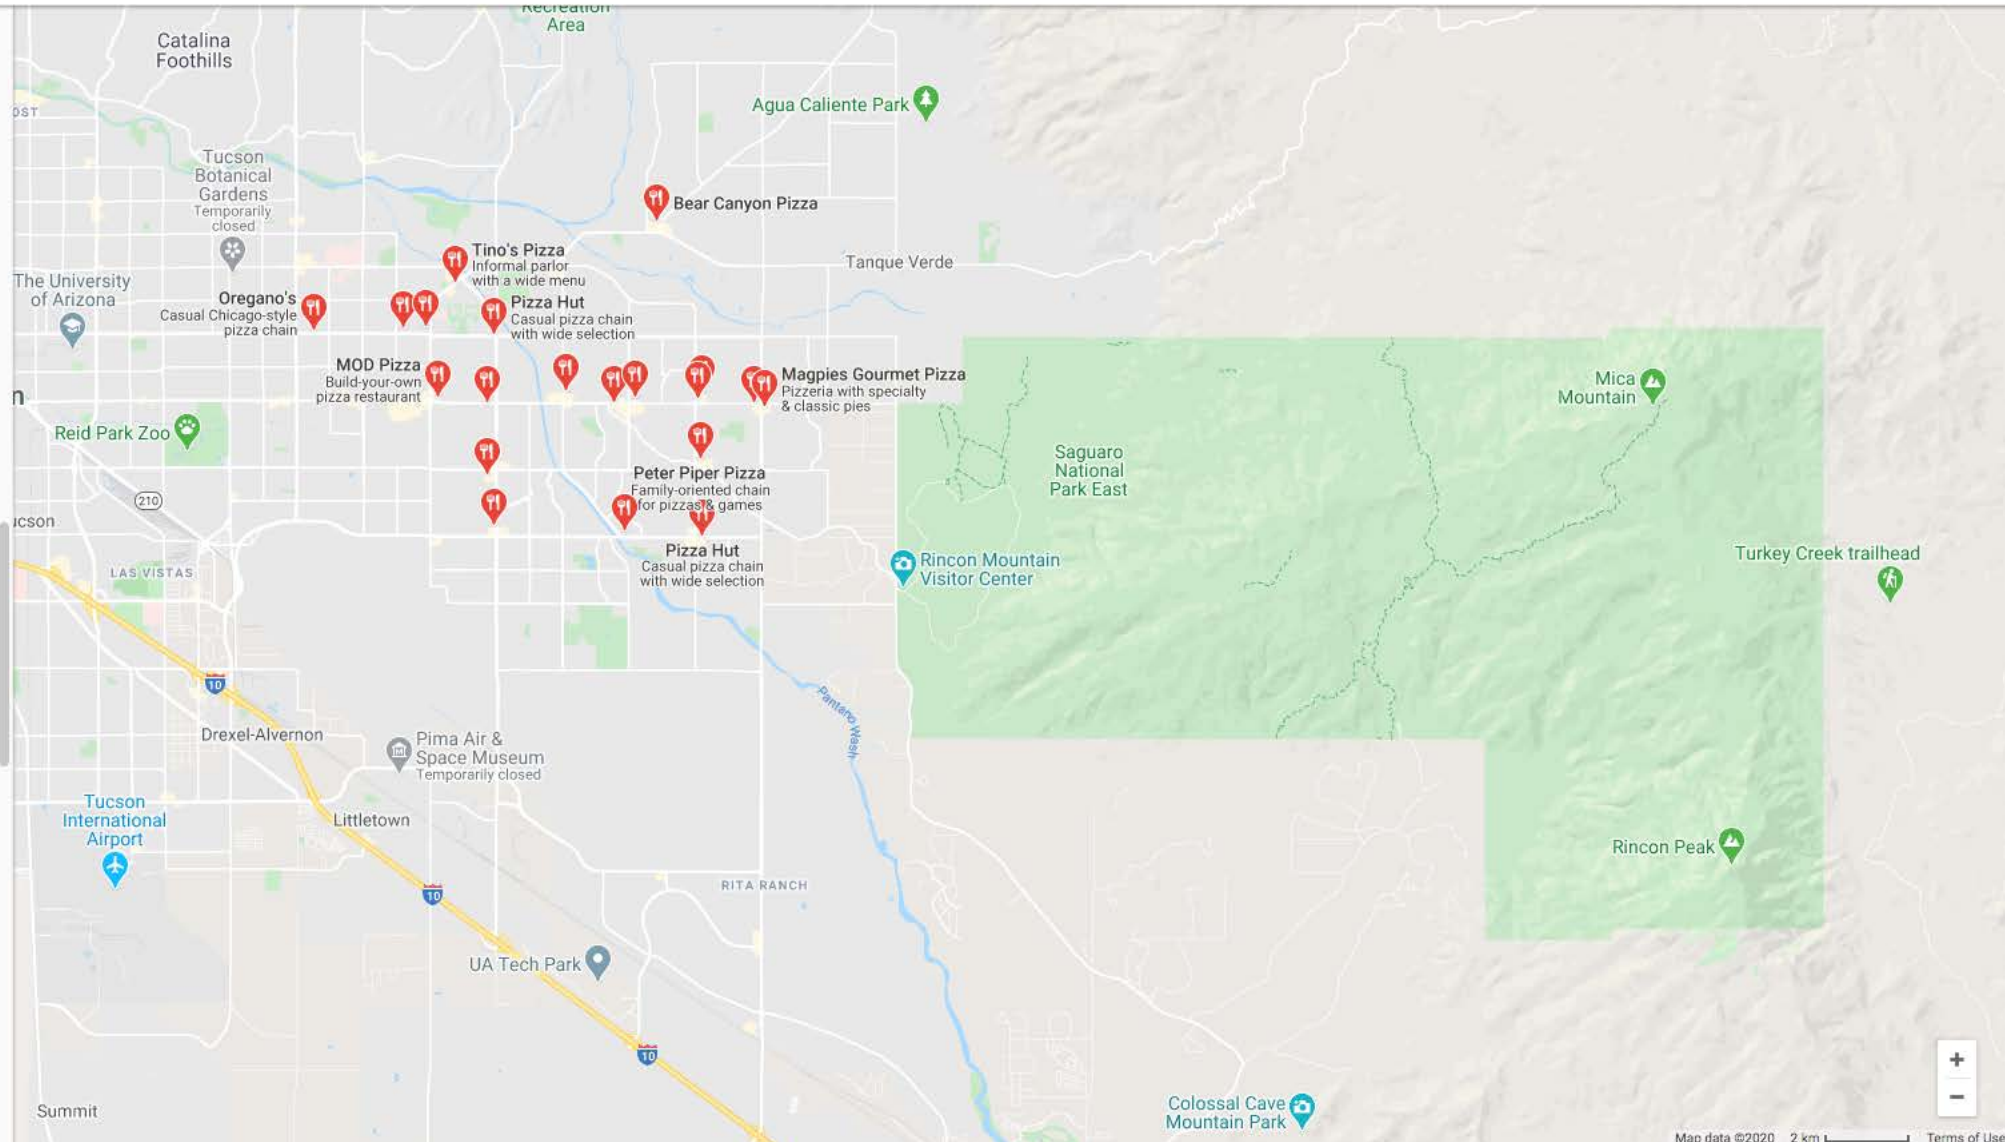 Recreation
Area
Catalina
Foothills
OST
Agua Caliente Park
Tucson
Botanical
Gardens
Temporarily
closed
Bear Canyon Pizza
Tino's Pizza
Informal parlor
with a wide menu
Tanque Verde
The University
of Arizona
Oregano's
Casual Chicago-style
pizza chain
Pizza Hut
Casual pizza chain
with wide selection
MOD Pizza
Build-your-own
pizza restaurant
Magpies Gourmet Pizza
Pizzeria with specialty
& classic pies
Mica
Mountain
n
Reid Park Zoo
Saguaro
National
Park East
Peter Piper Pizza
Family-oriented chain
for pizzas & games
210
ucson
Pizza Hut
Casual pizza chain
with wide selection
Rincon Mountain
Visitor Center
Turkey Creek trailhead
LAS VISTAS
10
Pantano Wash
Drexel-Alvernon
Pima Air &
Space Museum
Temporarily closed
Tucson
International
Airport
Littletown
Rincon Peak
RITA RANCH
10
UA Tech Park
10
Summit
Colossal Cave
Mountain Park
+
−
Map data ©2020 2 km Terms of Use